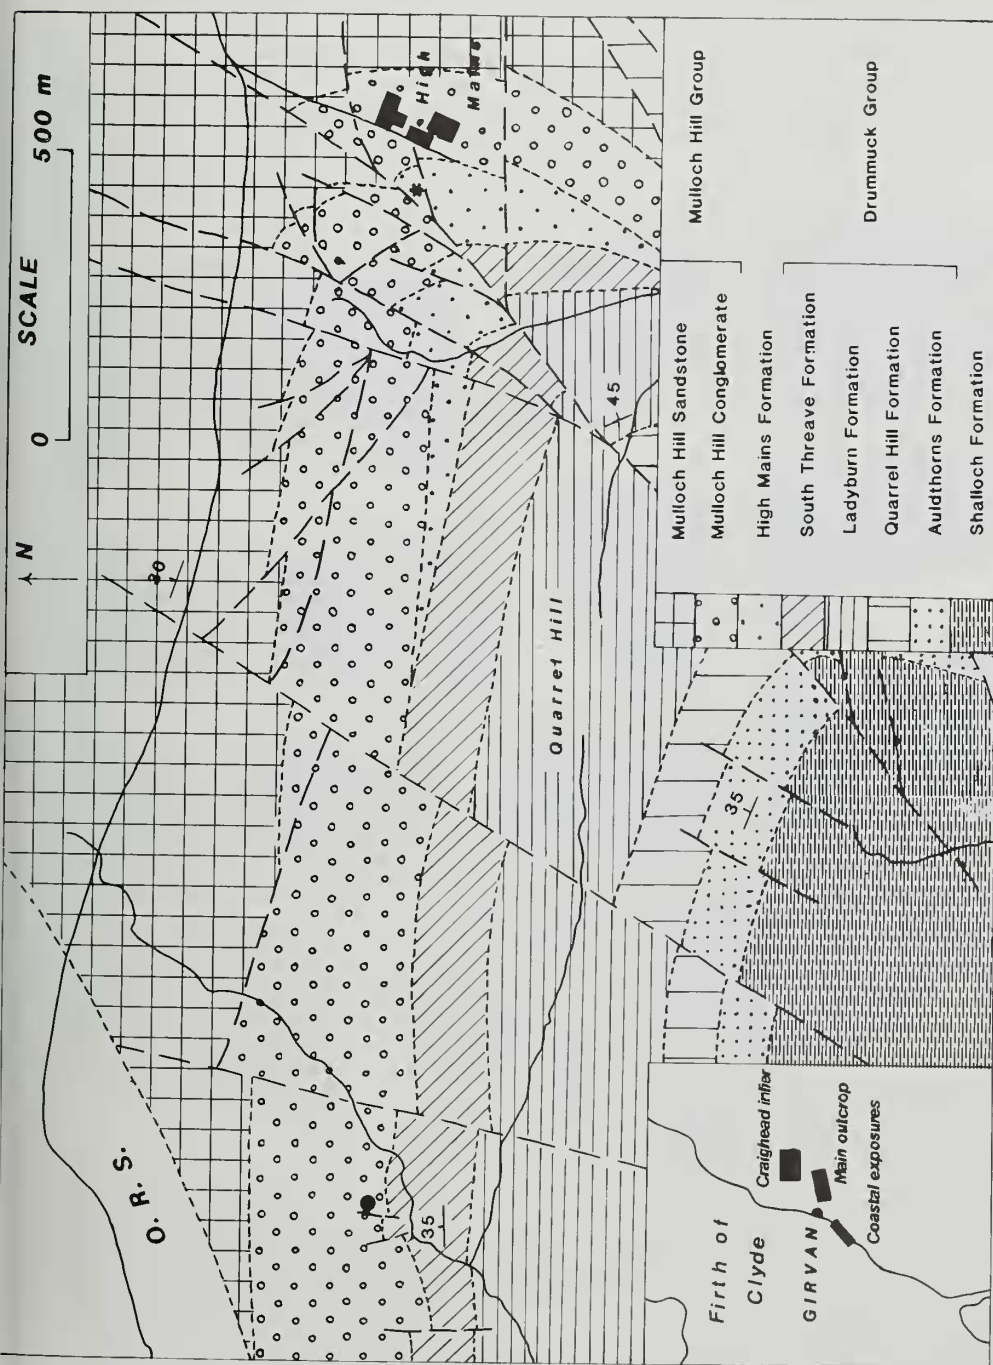 N
SCALE
0
500 m
O. R. S.
30
High
Mains
*
45
Quarrel Hill
35
35
Mulloch Hill Sandstone
Mulloch Hill Conglomerate
High Mains Formation
South Threave Formation
Ladyburn Formation
Quarrel Hill Formation
Auldthorns Formation
Shalloch Formation
Mulloch Hill Group
Drummuck Group
Firth of
Clyde
GIRVAN
Craighead inlier
Main outcrop
Coastal exposures